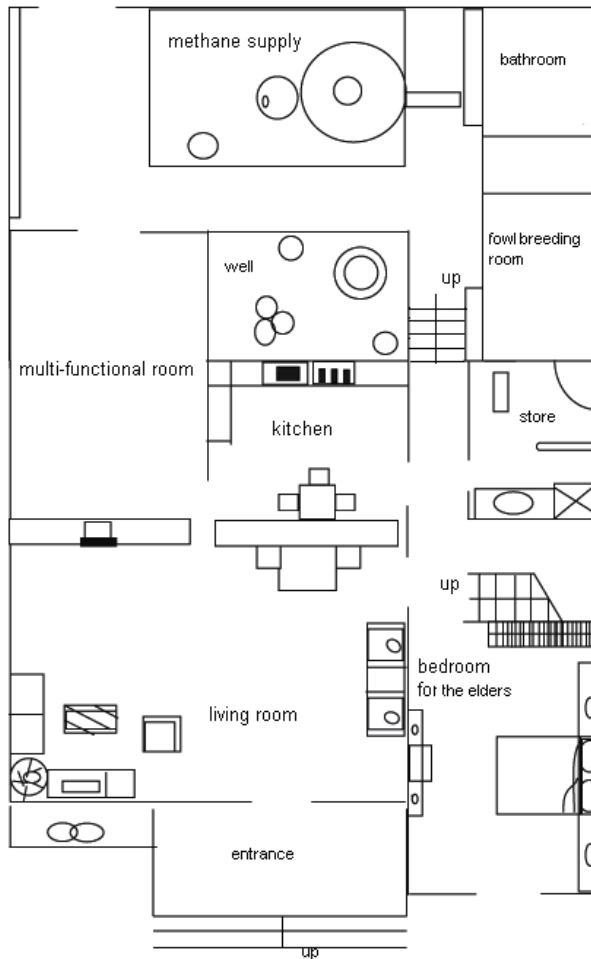 methane supply
bathroom
fowl breeding
room
well
up
multi-functional room
store
kitchen
up
bedroom
for the elders
living room
entrance
up